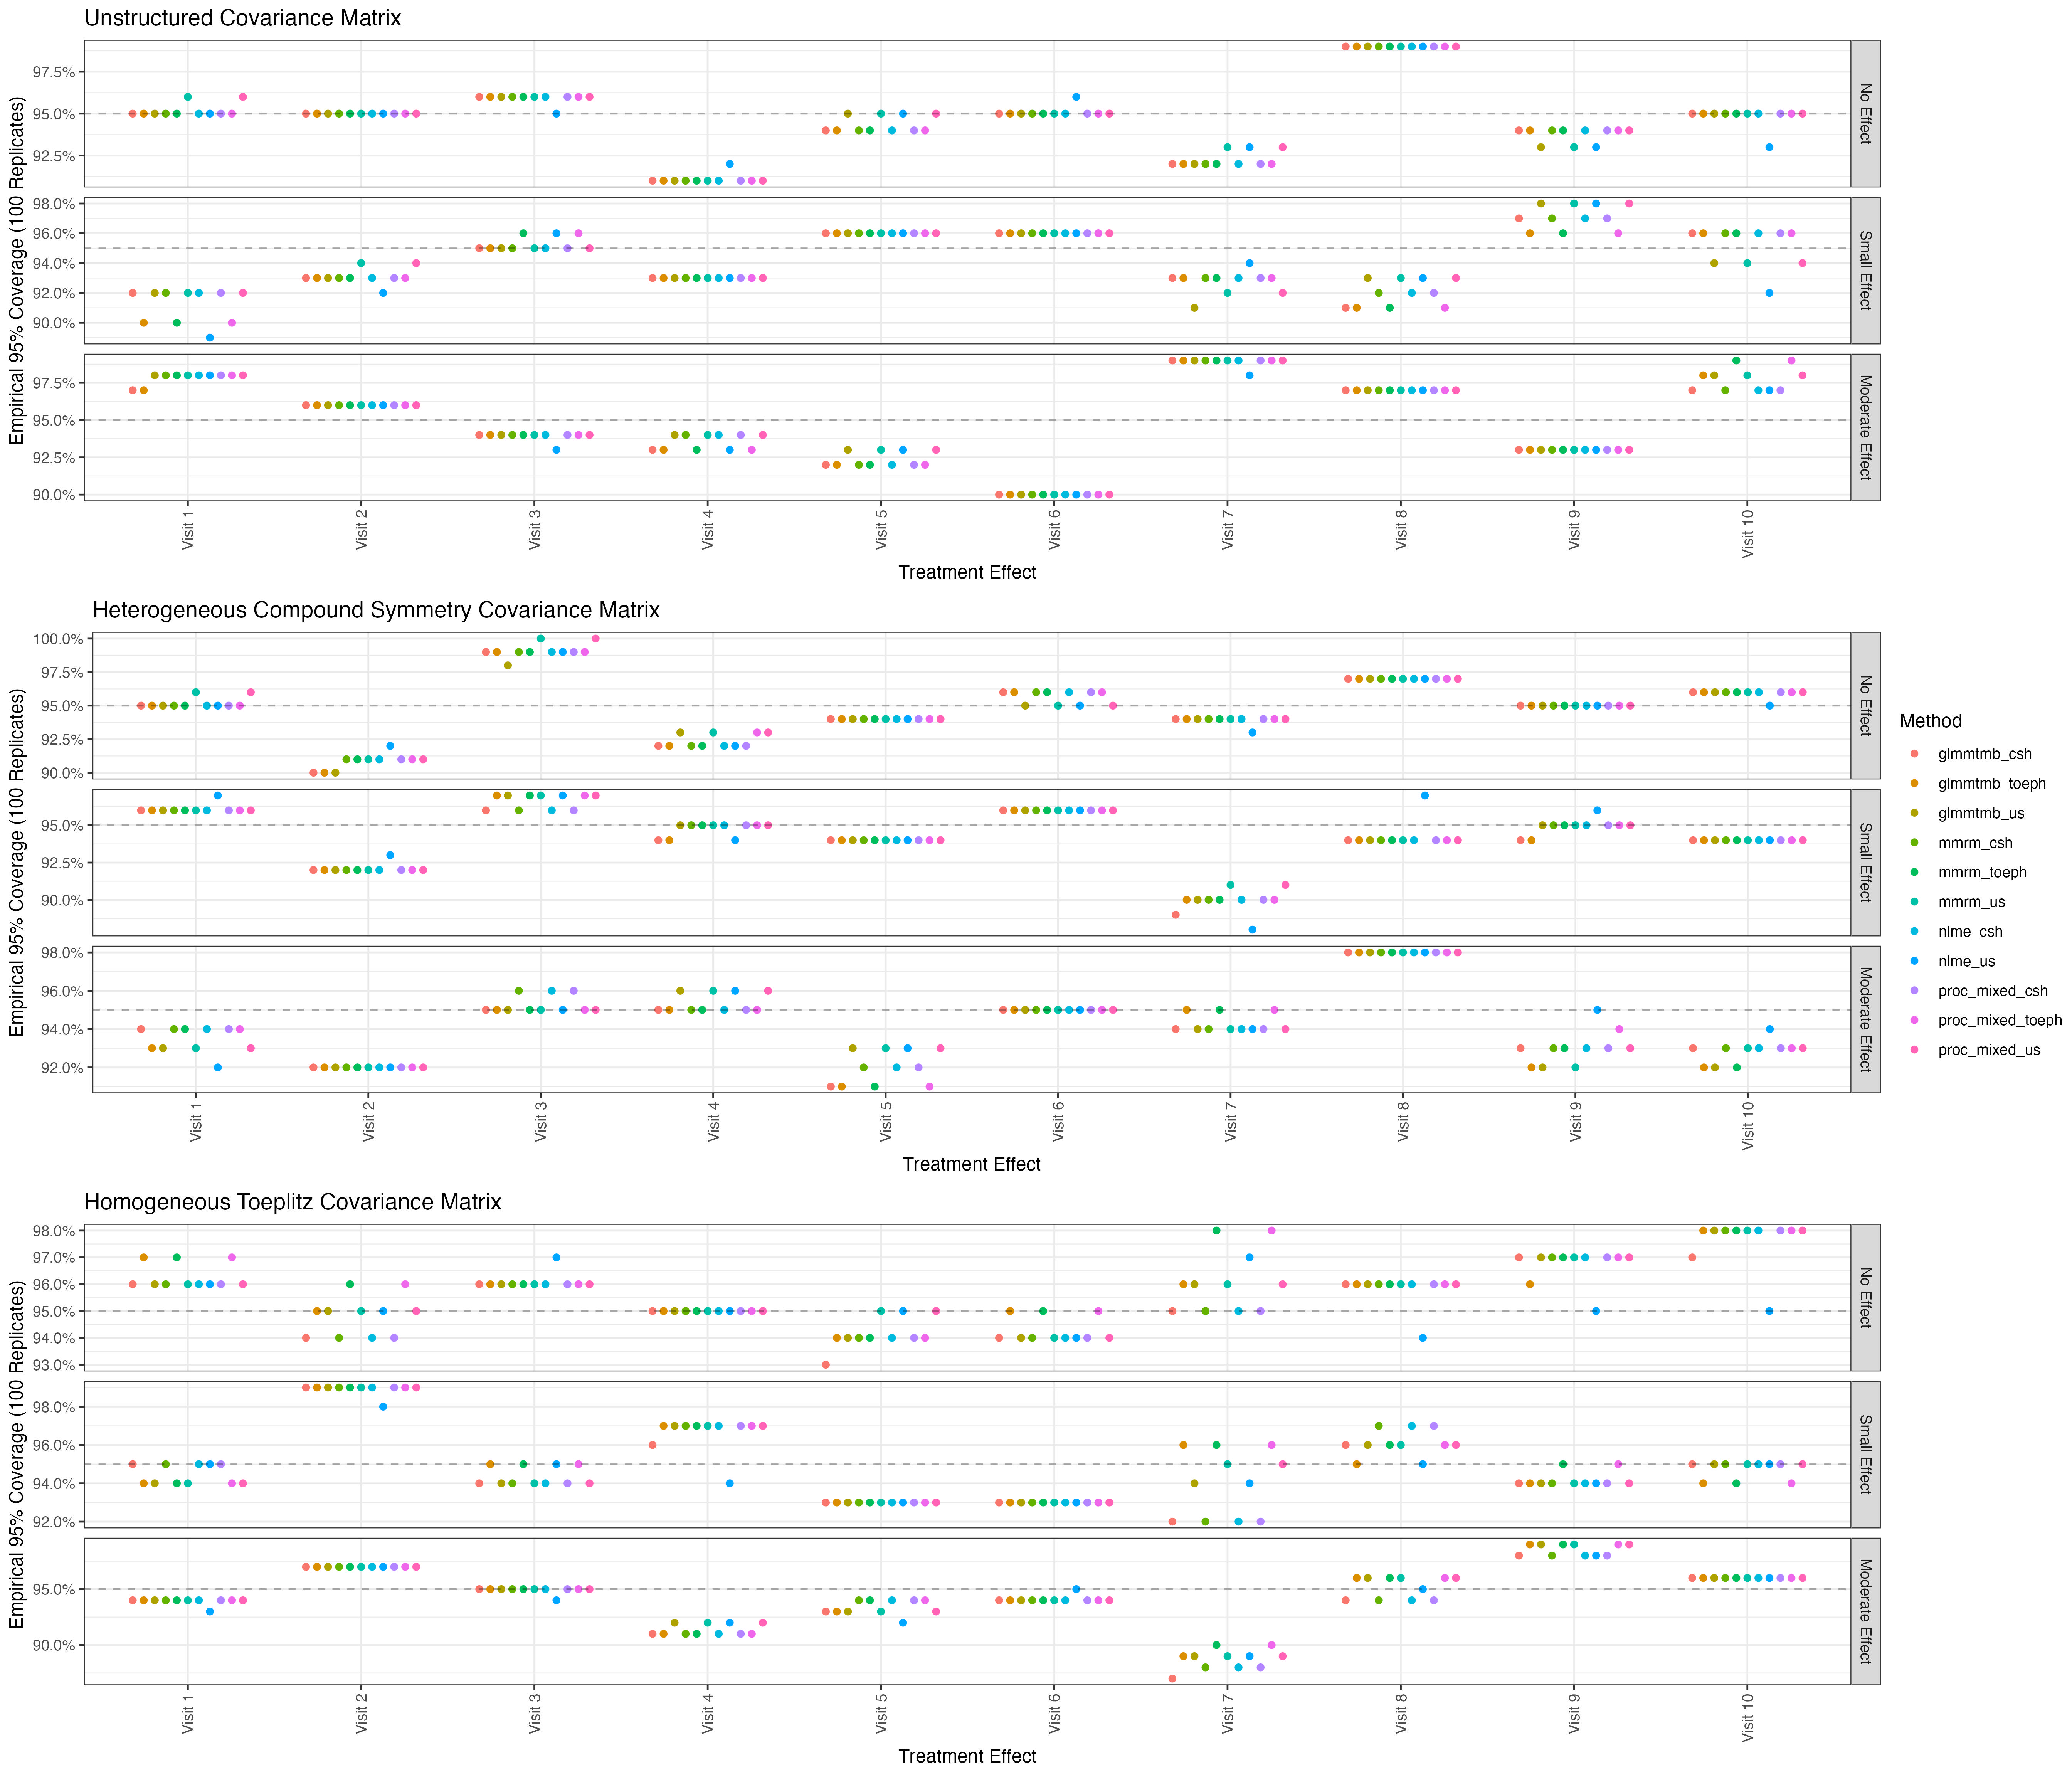 Unstructured Covariance Matrix
Empirical 95% Coverage (100 Replicates)
97.5%
95.0%
92.5%
No Effect
98.0%
96.0%
94.0%
92.0%
90.0%
Small Effect
97.5%
95.0%
92.5%
90.0%
Moderate Effect
Visit 1
Visit 2
Visit 3
Visit 4
Visit 5
Visit 6
Visit 7
Visit 8
Visit 9
Visit 10
Treatment Effect
Heterogeneous Compound Symmetry Covariance Matrix
Empirical 95% Coverage (100 Replicates)
100.0%
97.5%
95.0%
92.5%
90.0%
No Effect
95.0%
92.5%
90.0%
Small Effect
98.0%
96.0%
94.0%
92.0%
Moderate Effect
Visit 1
Visit 2
Visit 3
Visit 4
Visit 5
Visit 6
Visit 7
Visit 8
Visit 9
Visit 10
Treatment Effect
Method
glmmtmb_csh
glmmtmb_toeph
glmmtmb_us
mmrm_csh
mmrm_toeph
mmrm_us
nlme_csh
nlme_us
proc_mixed_csh
proc_mixed_toeph
proc_mixed_us
Homogeneous Toeplitz Covariance Matrix
Empirical 95% Coverage (100 Replicates)
98.0%
97.0%
96.0%
95.0%
94.0%
93.0%
No Effect
98.0%
96.0%
94.0%
92.0%
Small Effect
95.0%
90.0%
Moderate Effect
Visit 1
Visit 2
Visit 3
Visit 4
Visit 5
Visit 6
Visit 7
Visit 8
Visit 9
Visit 10
Treatment Effect